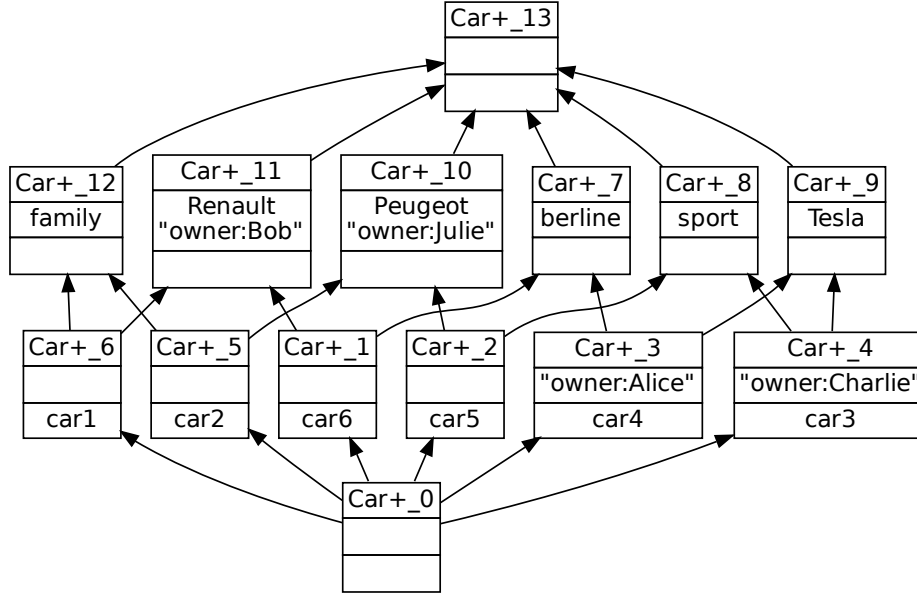 Car+_13
Car+_12
family
Car+_11
Renault
"owner:Bob"
Car+_10
Peugeot
"owner:Julie"
Car+_7
berline
Car+_8
sport
Car+_9
Tesla
Car+_6
car1
Car+_5
car2
Car+_1
car6
Car+_2
car5
Car+_3
"owner:Alice"
car4
Car+_4
"owner:Charlie"
car3
Car+_0